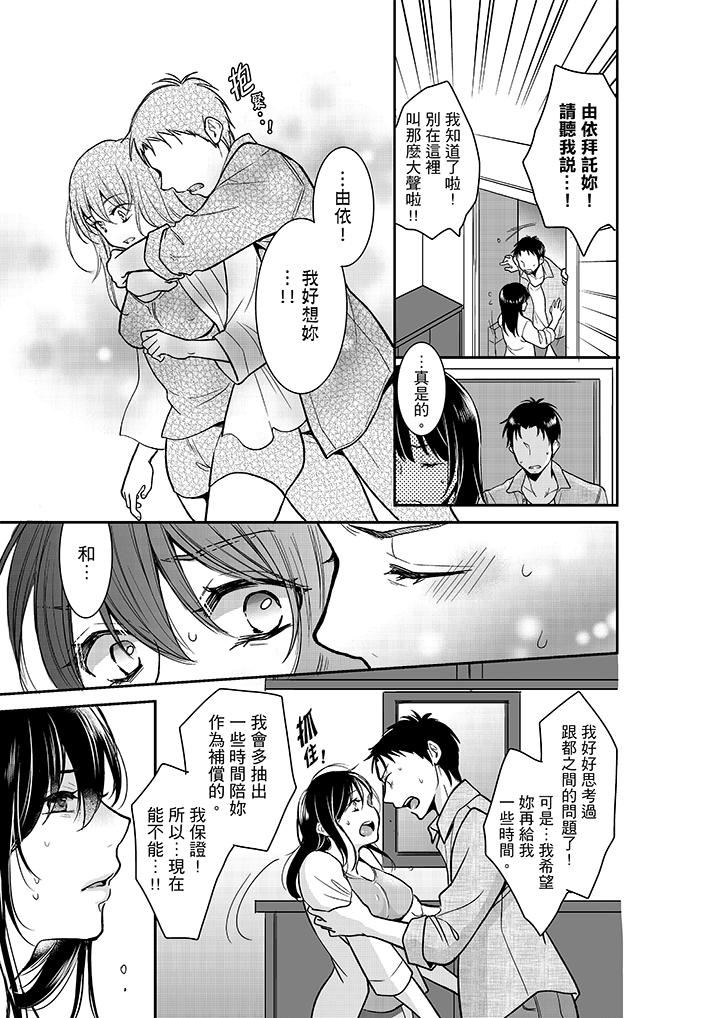 由依拜託妳！
請聽我說…！
我知道了啦！
別在這裡
叫那麼大聲啦！！
…真是的。
抱緊…！
…由依！
我好想妳
…！！
和…
我好好思考過
跟都之間的問題了！
可是…我希望
妳再給我
一些時間。
抓住！
我會多抽出
一些時間陪妳
作為補償的。
我保證！
所以…現在
能不能…！！